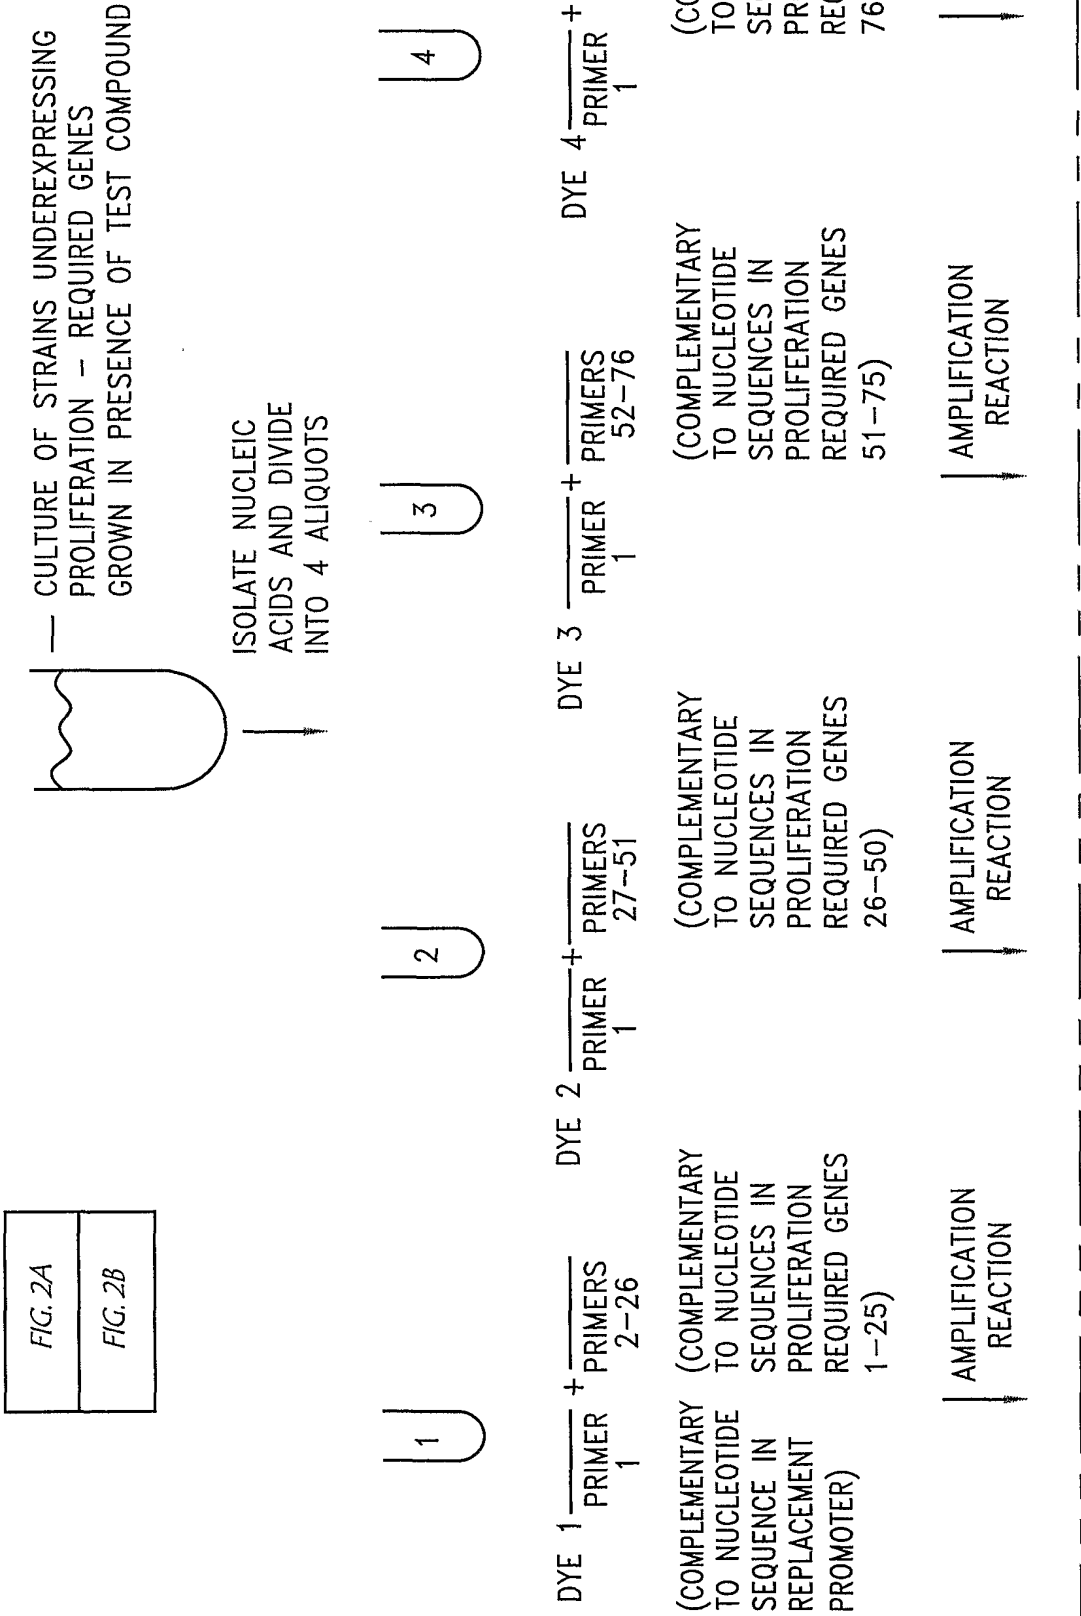 FIG. 2A
FIG. 2B
CULTURE OF STRAINS UNDEREXPRESSING
PROLIFERATION – REQUIRED GENES
GROWN IN PRESENCE OF TEST COMPOUND
ISOLATE NUCLEIC
ACIDS AND DIVIDE
INTO 4 ALIQUOTS
1
2
3
4
DYE 1
+
PRIMER
1
PRIMERS
2–26
(COMPLEMENTARY
TO NUCLEOTIDE
SEQUENCE IN
REPLACEMENT
PROMOTER)
(COMPLEMENTARY
TO NUCLEOTIDE
SEQUENCES IN
PROLIFERATION
REQUIRED GENES
1–25)
AMPLIFICATION
REACTION
DYE 2
+
PRIMER
1
PRIMERS
27–51
(COMPLEMENTARY
TO NUCLEOTIDE
SEQUENCES IN
PROLIFERATION
REQUIRED GENES
26–50)
AMPLIFICATION
REACTION
DYE 3
+
PRIMER
1
PRIMERS
52–76
(COMPLEMENTARY
TO NUCLEOTIDE
SEQUENCES IN
PROLIFERATION
REQUIRED GENES
51–75)
AMPLIFICATION
REACTION
DYE 4
+
PRIMER
1
TO
76